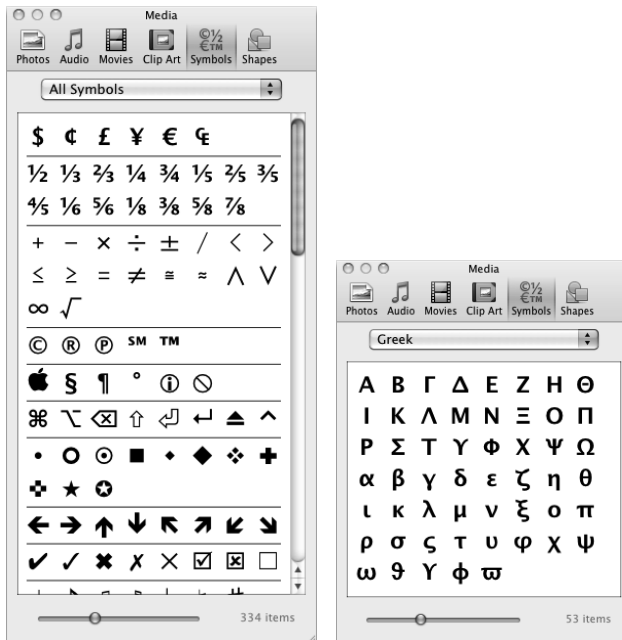 Media
Photos Audio Movies Clip Art Symbols Shapes
All Symbols
$ ¢ £ ¥ € ₠
½ ⅓ ⅔ ¼ ¾ ⅕ ⅖ ⅗
⅘ ⅙ ⅚ ⅛ ⅜ ⅝ ⅞
+ − × ÷ ± / < >
≤ ≥ = ≠ ≅ ≈ ∧ ∨
∞ √
© ® ℗ ℠ ™
 § ¶ ° ⓘ ⃠
⌘ ⌥ ⌫ ⇧ ⏎ ↵ ⏏ ⌃
• ○ ◉ ■ ⬩ ◆ ❖ ✚
✜ ★ ✪
← → ↑ ↓ ↖ ↗ ↙ ↘
✔ ✓ ✖ ✗ ✕ ☑ ☒ ☐
334 items
Media
Photos Audio Movies Clip Art Symbols Shapes
Greek
Α Β Γ Δ Ε Ζ Η Θ
Ι Κ Λ Μ Ν Ξ Ο Π
Ρ Σ Τ Υ Φ Χ Ψ Ω
α β γ δ ε ζ η θ
ι κ λ μ ν ξ ο π
ρ σ ς τ υ φ χ ψ
ω ϑ ϒ ϕ ϖ
53 items